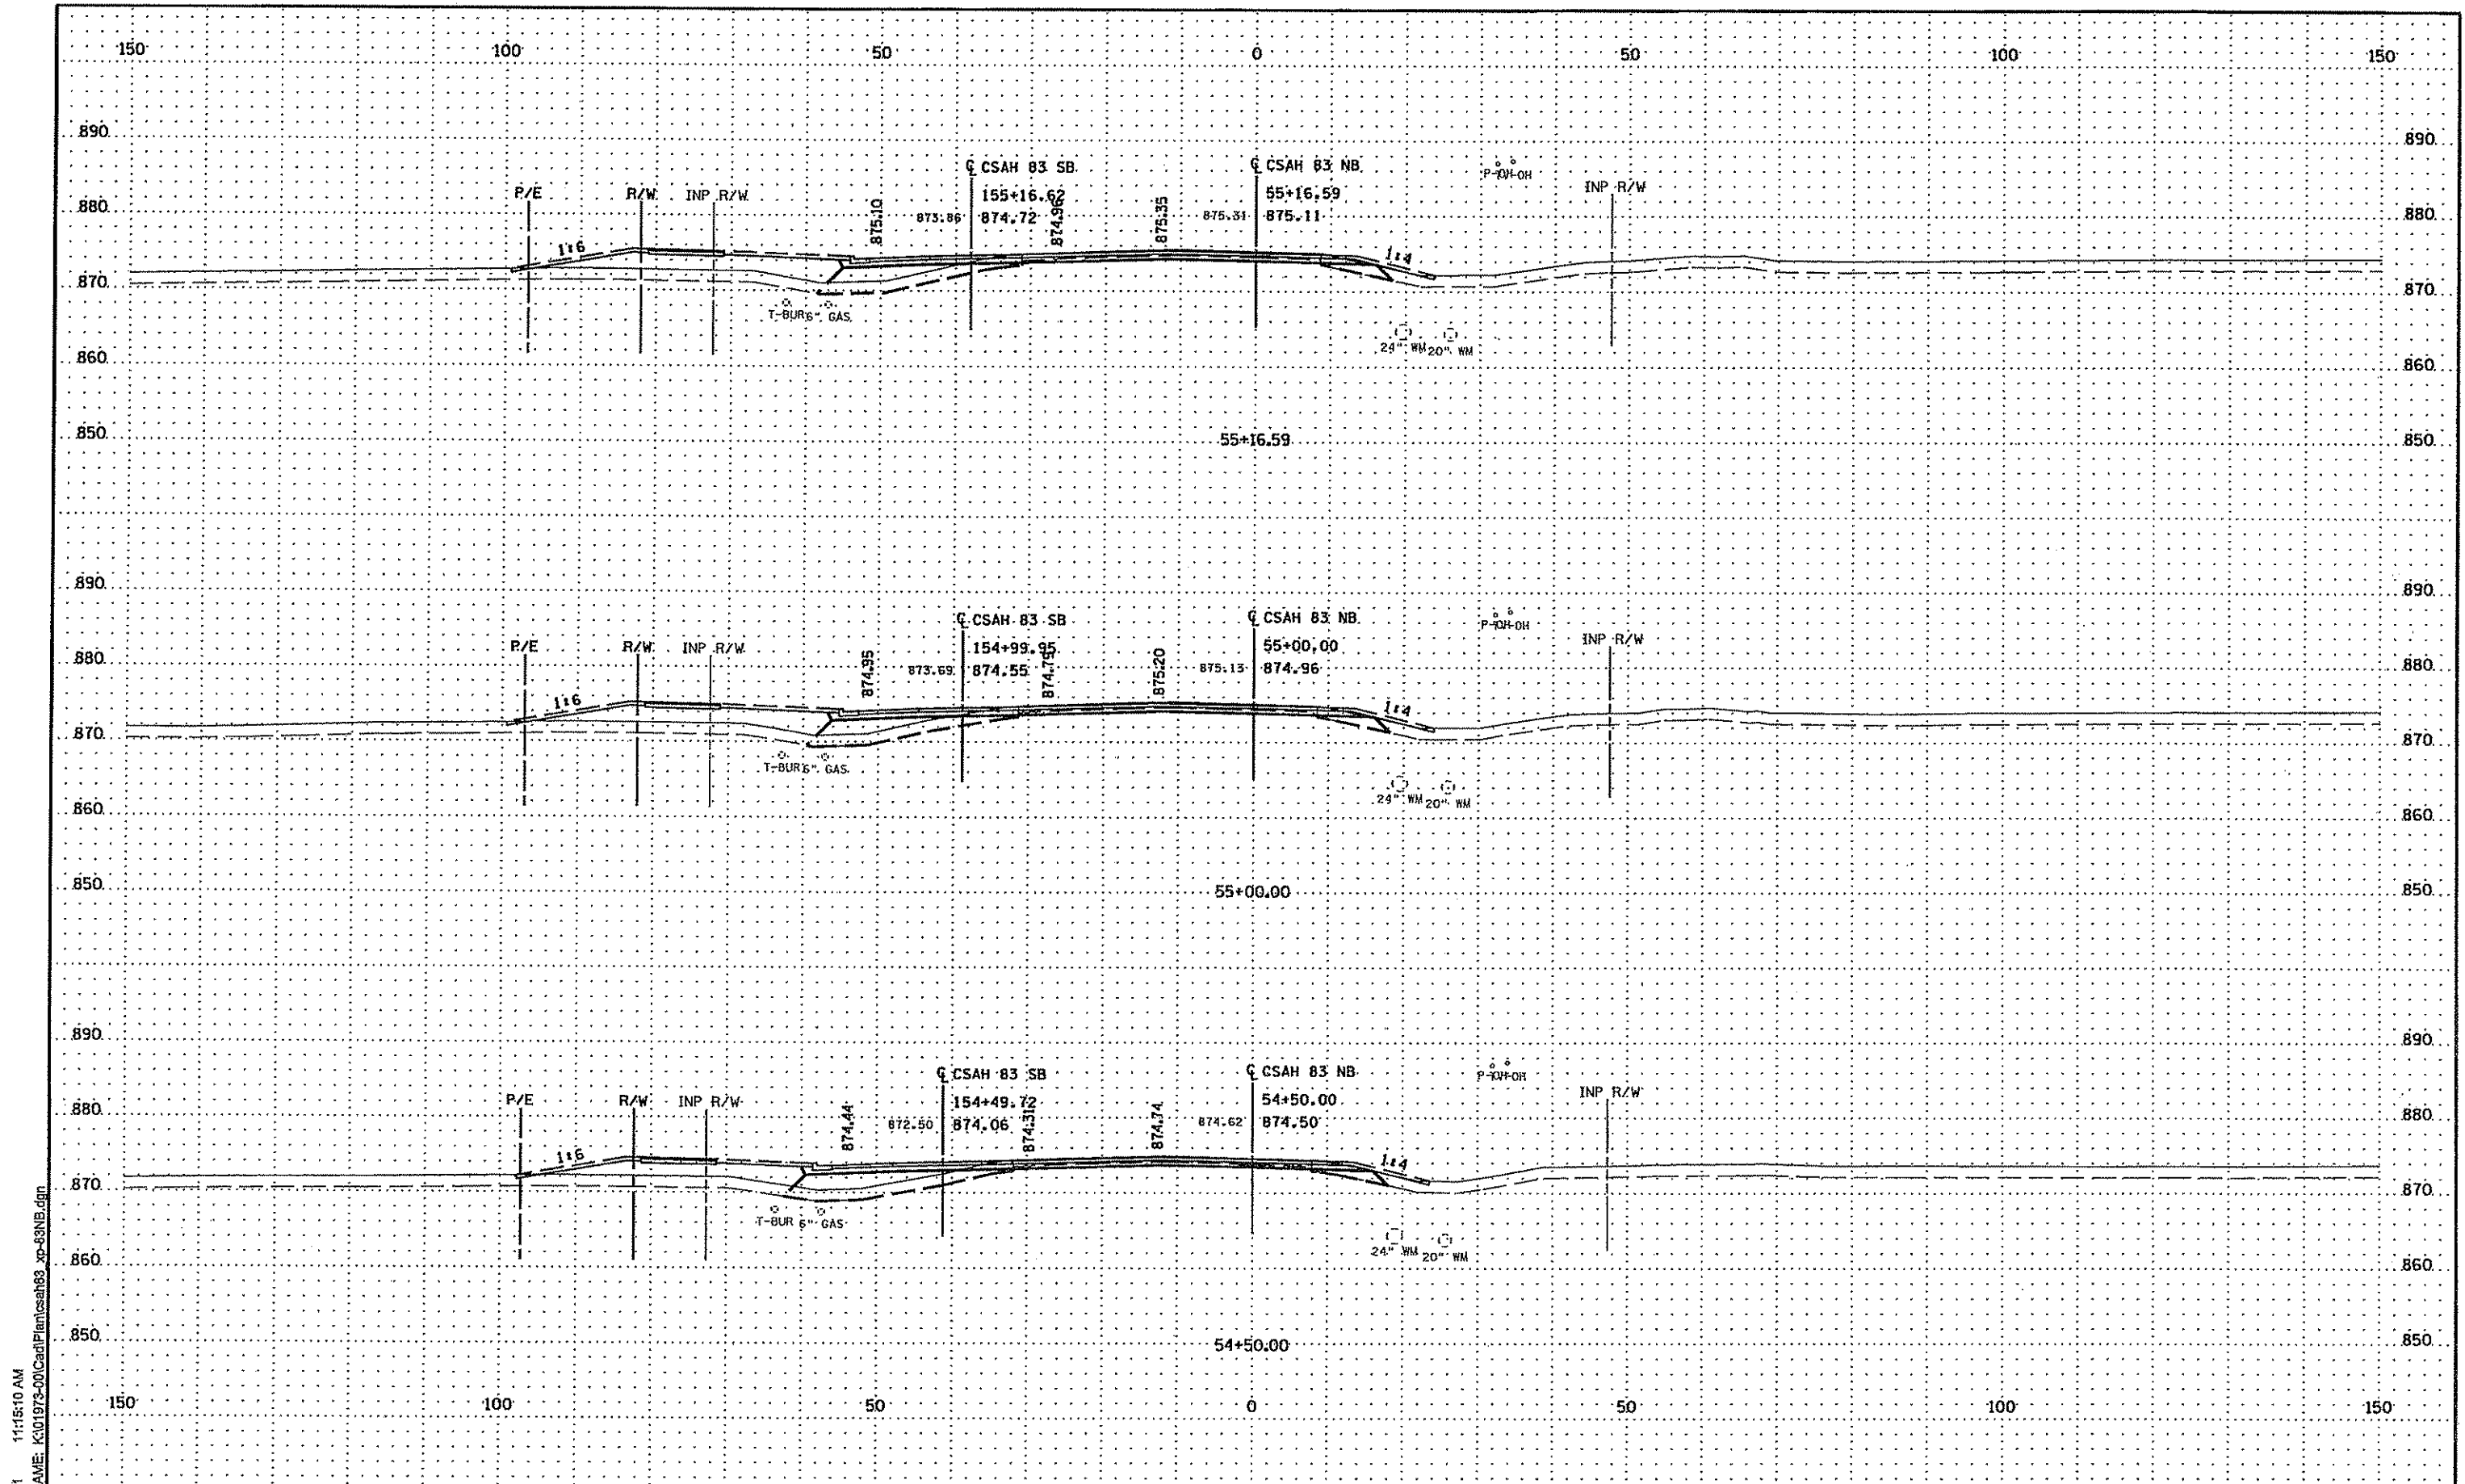 150 100 50 0 50 100 150
890 890
℄ CSAH 83 SB ℄ CSAH 83 NB
P/E R/W INP R/W 155+16.62 55+16.59 INP R/W
880 875.10 873.86 874.72 874.96 875.35 875.31 875.11 880
1:6 1:4
870 870
T-BUR 6" GAS
24" WM 20" WM
860 860
850 55+16.59 850
890 890
℄ CSAH 83 SB ℄ CSAH 83 NB
P/E R/W INP R/W 154+99.95 55+00.00 INP R/W
880 874.95 873.69 874.55 874.79 875.20 875.13 874.96 880
1:6 1:4
870 870
T-BUR 6" GAS
24" WM 20" WM
860 860
850 55+00.00 850
890 890
℄ CSAH 83 SB ℄ CSAH 83 NB
P/E R/W INP R/W 154+49.72 54+50.00 INP R/W
880 874.44 872.50 874.06 874.31 874.74 874.62 874.50 880
1:6 1:4
870 870
T-BUR 6" GAS
24" WM 20" WM
860 860
850 54+50.00 850
150 100 50 0 50 100 150
11:15:10 AM
AME: K:\01973-00\Cad\Plan\csah83_xp-83NB.dgn